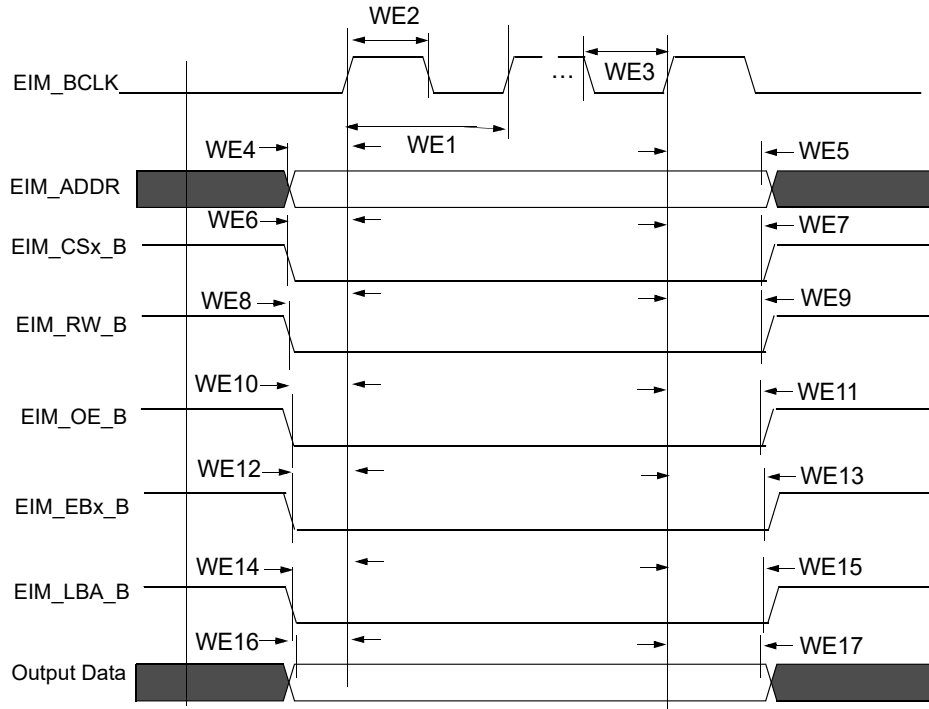 WE2
EIM_BCLK
...
WE3
WE4
WE1
WE5
EIM_ADDR
WE6
WE7
EIM_CSx_B
WE8
WE9
EIM_RW_B
WE10
WE11
EIM_OE_B
WE12
WE13
EIM_EBx_B
WE14
WE15
EIM_LBA_B
WE16
WE17
Output Data